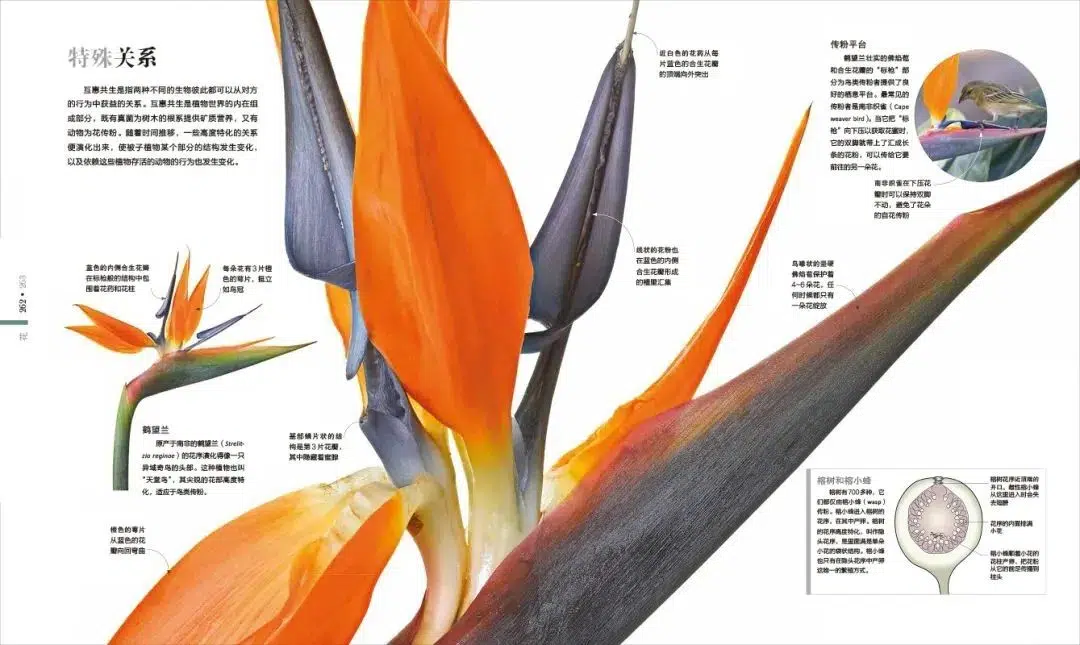 特殊关系
互惠共生是指两种不同的生物彼此都可以从对方
的行为中获益的关系。互惠共生是植物世界的内在组
成部分，既有真菌为树木的根系提供矿质营养，又有
动物为花传粉。随着时间推移，一些高度特化的关系
便演化出来，使被子植物某个部分的结构发生变化，
以及依赖这些植物存活的动物的行为也发生变化。
近白色的花药从每
片蓝色的合生花瓣
的顶端向外突出
传粉平台
鹤望兰壮实的佛焰苞
和合生花瓣的“标枪”部
分为鸟类传粉者提供了良
好的栖息平台。最常见的
传粉者是南非织雀（Cape
weaver bird）。当它把“标
枪”向下压以获取花蜜时，
它的双脚就带上了汇成长
条的花粉，可以传给它要
前往的另一朵花。
南非织雀在下压花
瓣时可以保持双脚
不动，避免了花朵
的自花传粉
线状的花粉也
在蓝色的内侧
合生花瓣形成
的槽里汇集
鸟喙状的坚硬
佛焰苞保护着
4~6朵花，任
何时候都只有
一朵花绽放
蓝色的内侧合生花瓣
在标枪般的结构中包
围着花药和花柱
每朵花有3片橙
色的萼片，挺立
如鸟冠
262 • 263
花
鹤望兰
原产于南非的鹤望兰（Strelit-
zia reginae）的花序演化得像一只
异域奇鸟的头部。这种植物也叫
“天堂鸟”，其尖锐的花部高度特
化，适应于鸟类传粉。
基部鳞片状的结
构是第3片花瓣，
其中隐藏着蜜腺
橙色的萼片
从蓝色的花
瓣向回弯曲
榕树和榕小蜂
榕树有700多种，它
们都仅由榕小蜂（wasp）
传粉。榕小蜂进入榕树的
花序，在其中产卵。榕树
的花序高度特化，叫作隐
头花序，是里面满是单朵
小花的袋状结构。榕小蜂
也只有在隐头花序中产卵
这唯一的繁殖方式。
榕树花序近顶端的
开口，雌性榕小蜂
从这里进入时会失
去翅膀
花序的内面排满
小花
榕小蜂顺着小花的
花柱产卵，把花粉
从它的前足传播到
柱头